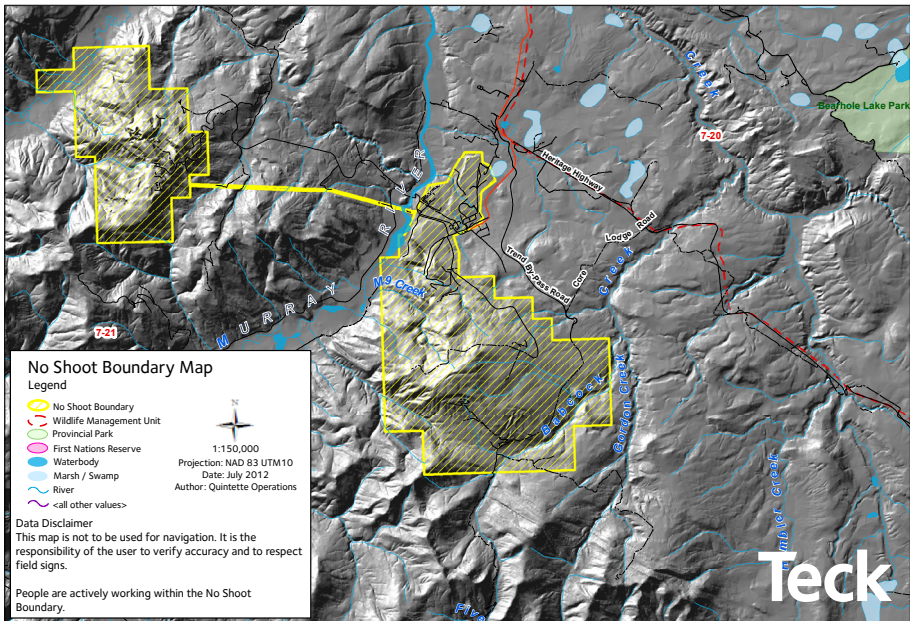 Creek
Bearhole Lake Park
7-20
Heritage Highway
RIVER
Lodge Road
Core
Trend By-Pass Road
Creek
M9 Creek
MURRAY
7-21
Babcock
Gordon Creek
No Shoot Boundary Map
Legend
No Shoot Boundary
Wildlife Management Unit
Provincial Park
First Nations Reserve
Waterbody
Marsh / Swamp
River
<all other values>
1:150,000
Projection: NAD 83 UTM10
Date: July 2012
Author: Quintette Operations
Data Disclaimer
This map is not to be used for navigation. It is the
responsibility of the user to verify accuracy and to respect
field signs.
People are actively working within the No Shoot
Boundary.
Creek
Teck
Five